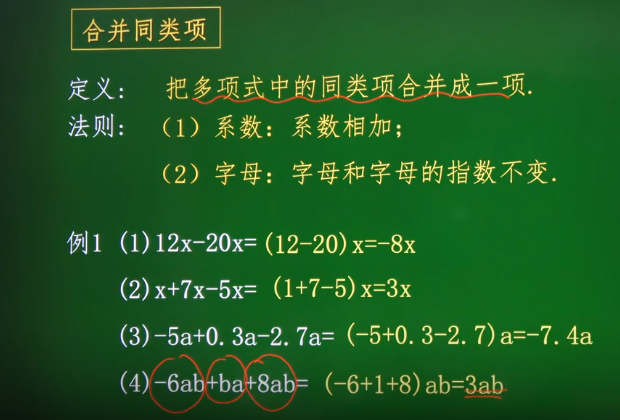 合并同类项
定义: 把多项式中的同类项合并成一项.
法则: (1)系数: 系数相加;
(2)字母: 字母和字母的指数不变.
例1 (1)12x-20x=(12-20)x=-8x
(2)x+7x-5x= (1+7-5)x=3x
(3)-5a+0.3a-2.7a= (-5+0.3-2.7)a=-7.4a
(4)-6ab+ba+8ab= (-6+1+8)ab=3ab